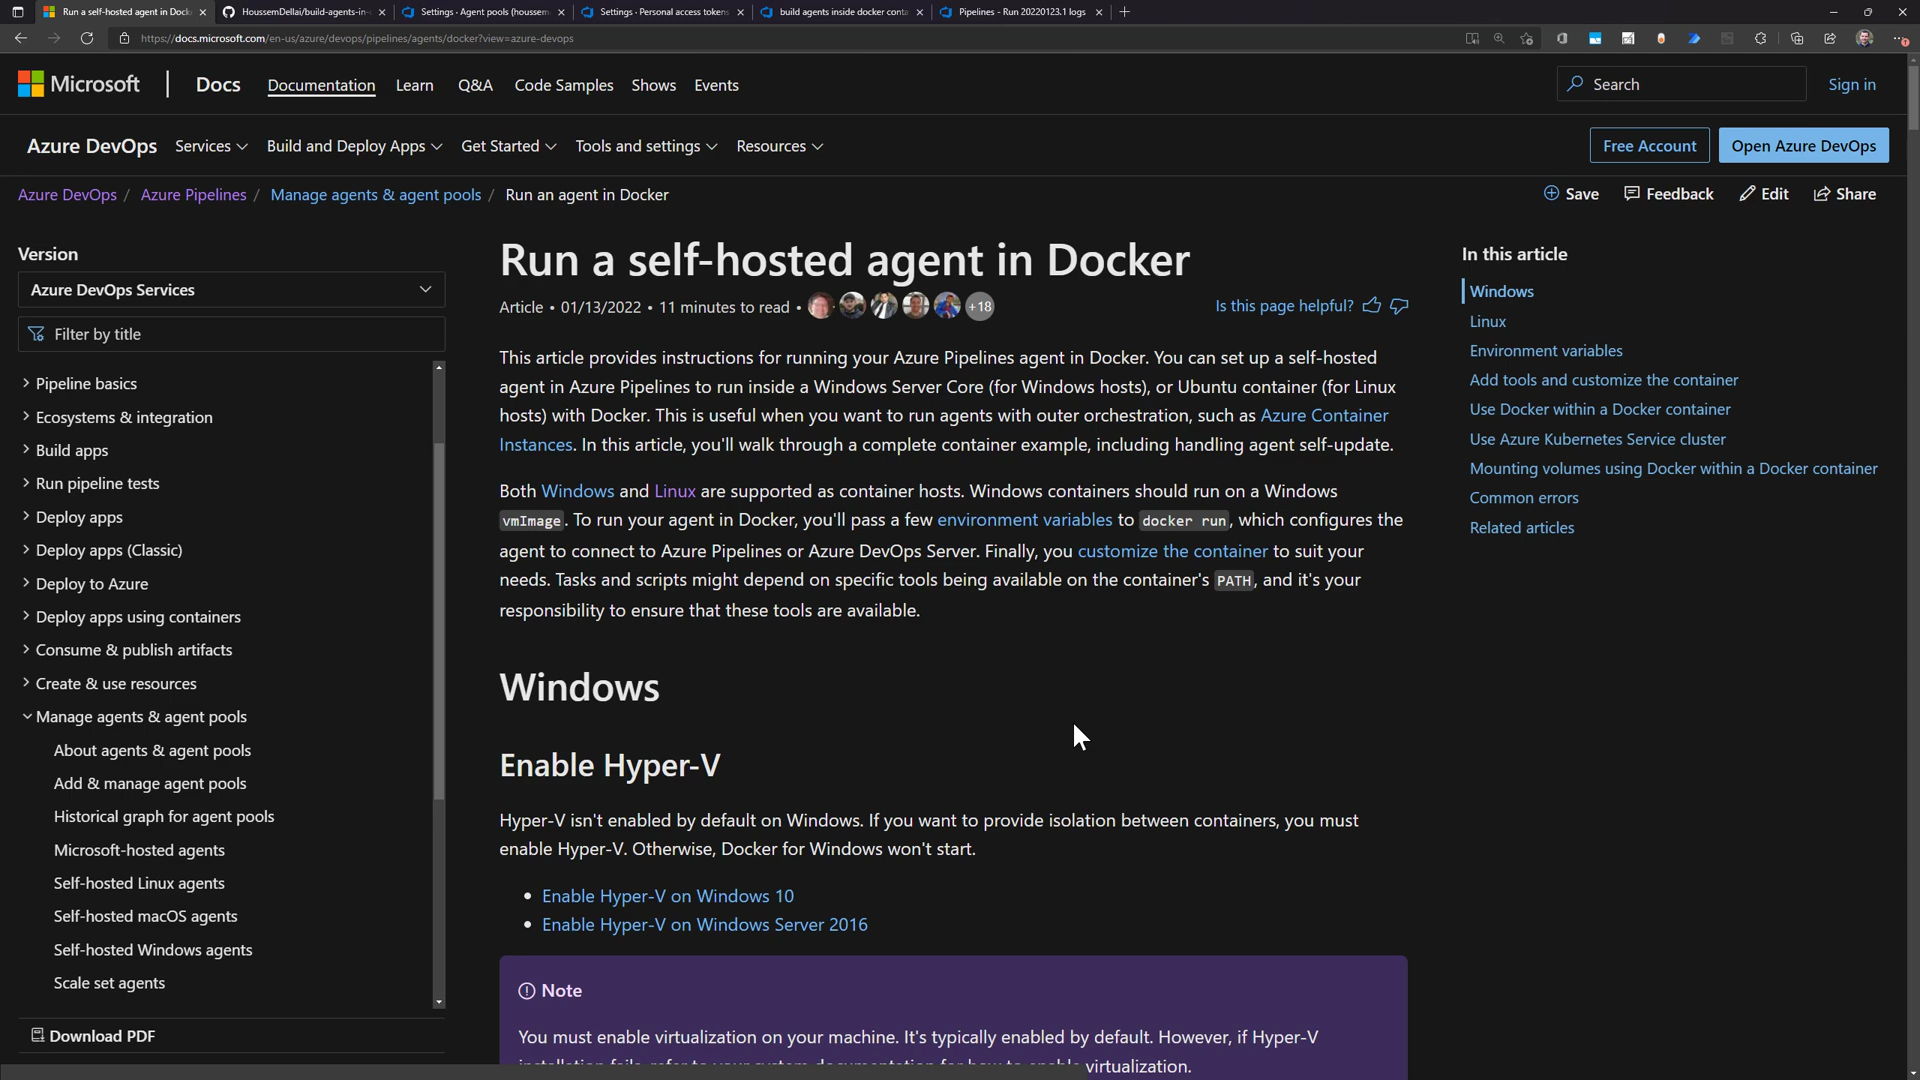 Run a self-hosted agent in Dock
HoussemDellai/build-agents-in-
Settings - Agent pools (houssem
Settings - Personal access tokens
build agents inside docker conta
Pipelines - Run 20220123.1 logs
https://docs.microsoft.com/en-us/azure/devops/pipelines/agents/docker?view=azure-devops
Microsoft
Docs
Documentation
Learn
Q&A
Code Samples
Shows
Events
Search
Sign in
Azure DevOps
Services
Build and Deploy Apps
Get Started
Tools and settings
Resources
Free Account
Open Azure DevOps
Azure DevOps / Azure Pipelines / Manage agents & agent pools / Run an agent in Docker
Save
Feedback
Edit
Share
Version
Azure DevOps Services
Filter by title
Pipeline basics
Ecosystems & integration
Build apps
Run pipeline tests
Deploy apps
Deploy apps (Classic)
Deploy to Azure
Deploy apps using containers
Consume & publish artifacts
Create & use resources
Manage agents & agent pools
About agents & agent pools
Add & manage agent pools
Historical graph for agent pools
Microsoft-hosted agents
Self-hosted Linux agents
Self-hosted macOS agents
Self-hosted Windows agents
Scale set agents
Download PDF
Run a self-hosted agent in Docker
Article • 01/13/2022 • 11 minutes to read •
+18
Is this page helpful?
This article provides instructions for running your Azure Pipelines agent in Docker. You can set up a self-hosted
agent in Azure Pipelines to run inside a Windows Server Core (for Windows hosts), or Ubuntu container (for Linux
hosts) with Docker. This is useful when you want to run agents with outer orchestration, such as Azure Container
Instances. In this article, you'll walk through a complete container example, including handling agent self-update.
Both Windows and Linux are supported as container hosts. Windows containers should run on a Windows
vmImage. To run your agent in Docker, you'll pass a few environment variables to docker run, which configures the
agent to connect to Azure Pipelines or Azure DevOps Server. Finally, you customize the container to suit your
needs. Tasks and scripts might depend on specific tools being available on the container's PATH, and it's your
responsibility to ensure that these tools are available.
Windows
Enable Hyper-V
Hyper-V isn't enabled by default on Windows. If you want to provide isolation between containers, you must
enable Hyper-V. Otherwise, Docker for Windows won't start.
• Enable Hyper-V on Windows 10
• Enable Hyper-V on Windows Server 2016
Note
You must enable virtualization on your machine. It's typically enabled by default. However, if Hyper-V
installation fails, refer to your system documentation for how to enable virtualization.
In this article
Windows
Linux
Environment variables
Add tools and customize the container
Use Docker within a Docker container
Use Azure Kubernetes Service cluster
Mounting volumes using Docker within a Docker container
Common errors
Related articles